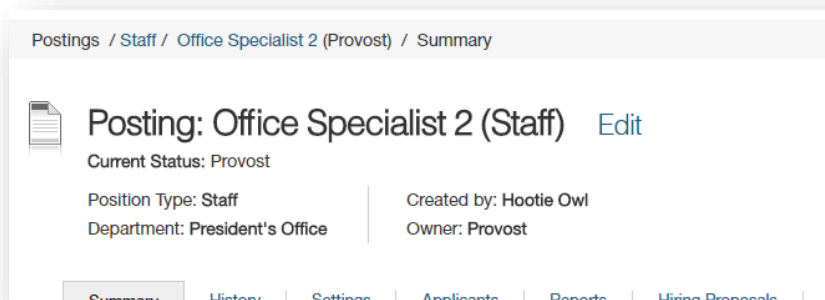 Postings / Staff / Office Specialist 2 (Provost) / Summary
Posting: Office Specialist 2 (Staff) Edit
Current Status: Provost
Position Type: Staff Created by: Hootie Owl
Department: President's Office Owner: Provost
Summary History Settings Applicants Reports Hiring Proposals